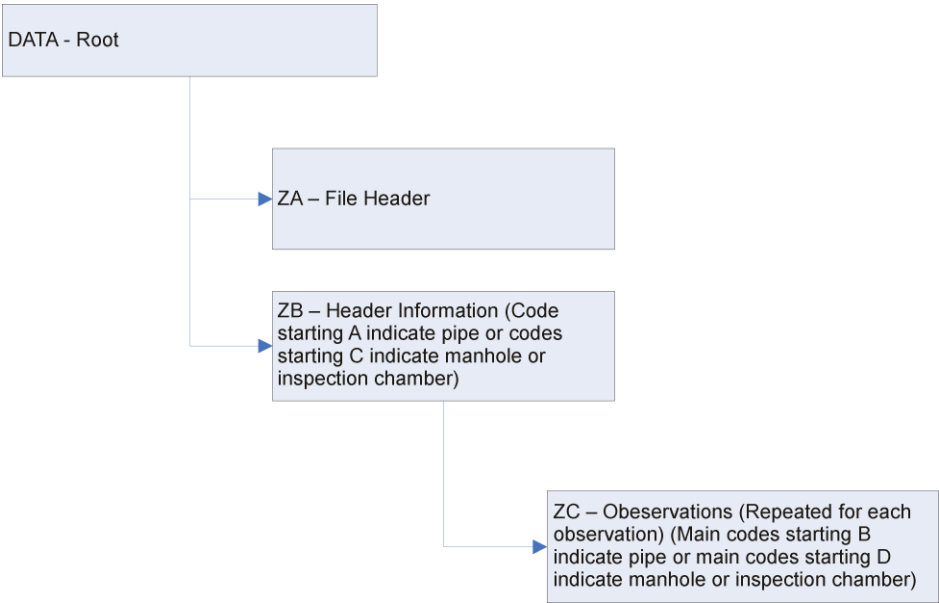 DATA - Root
ZA – File Header
ZB – Header Information (Code
starting A indicate pipe or codes
starting C indicate manhole or
inspection chamber)
ZC – Obeservations (Repeated for each
observation) (Main codes starting B
indicate pipe or main codes starting D
indicate manhole or inspection chamber)